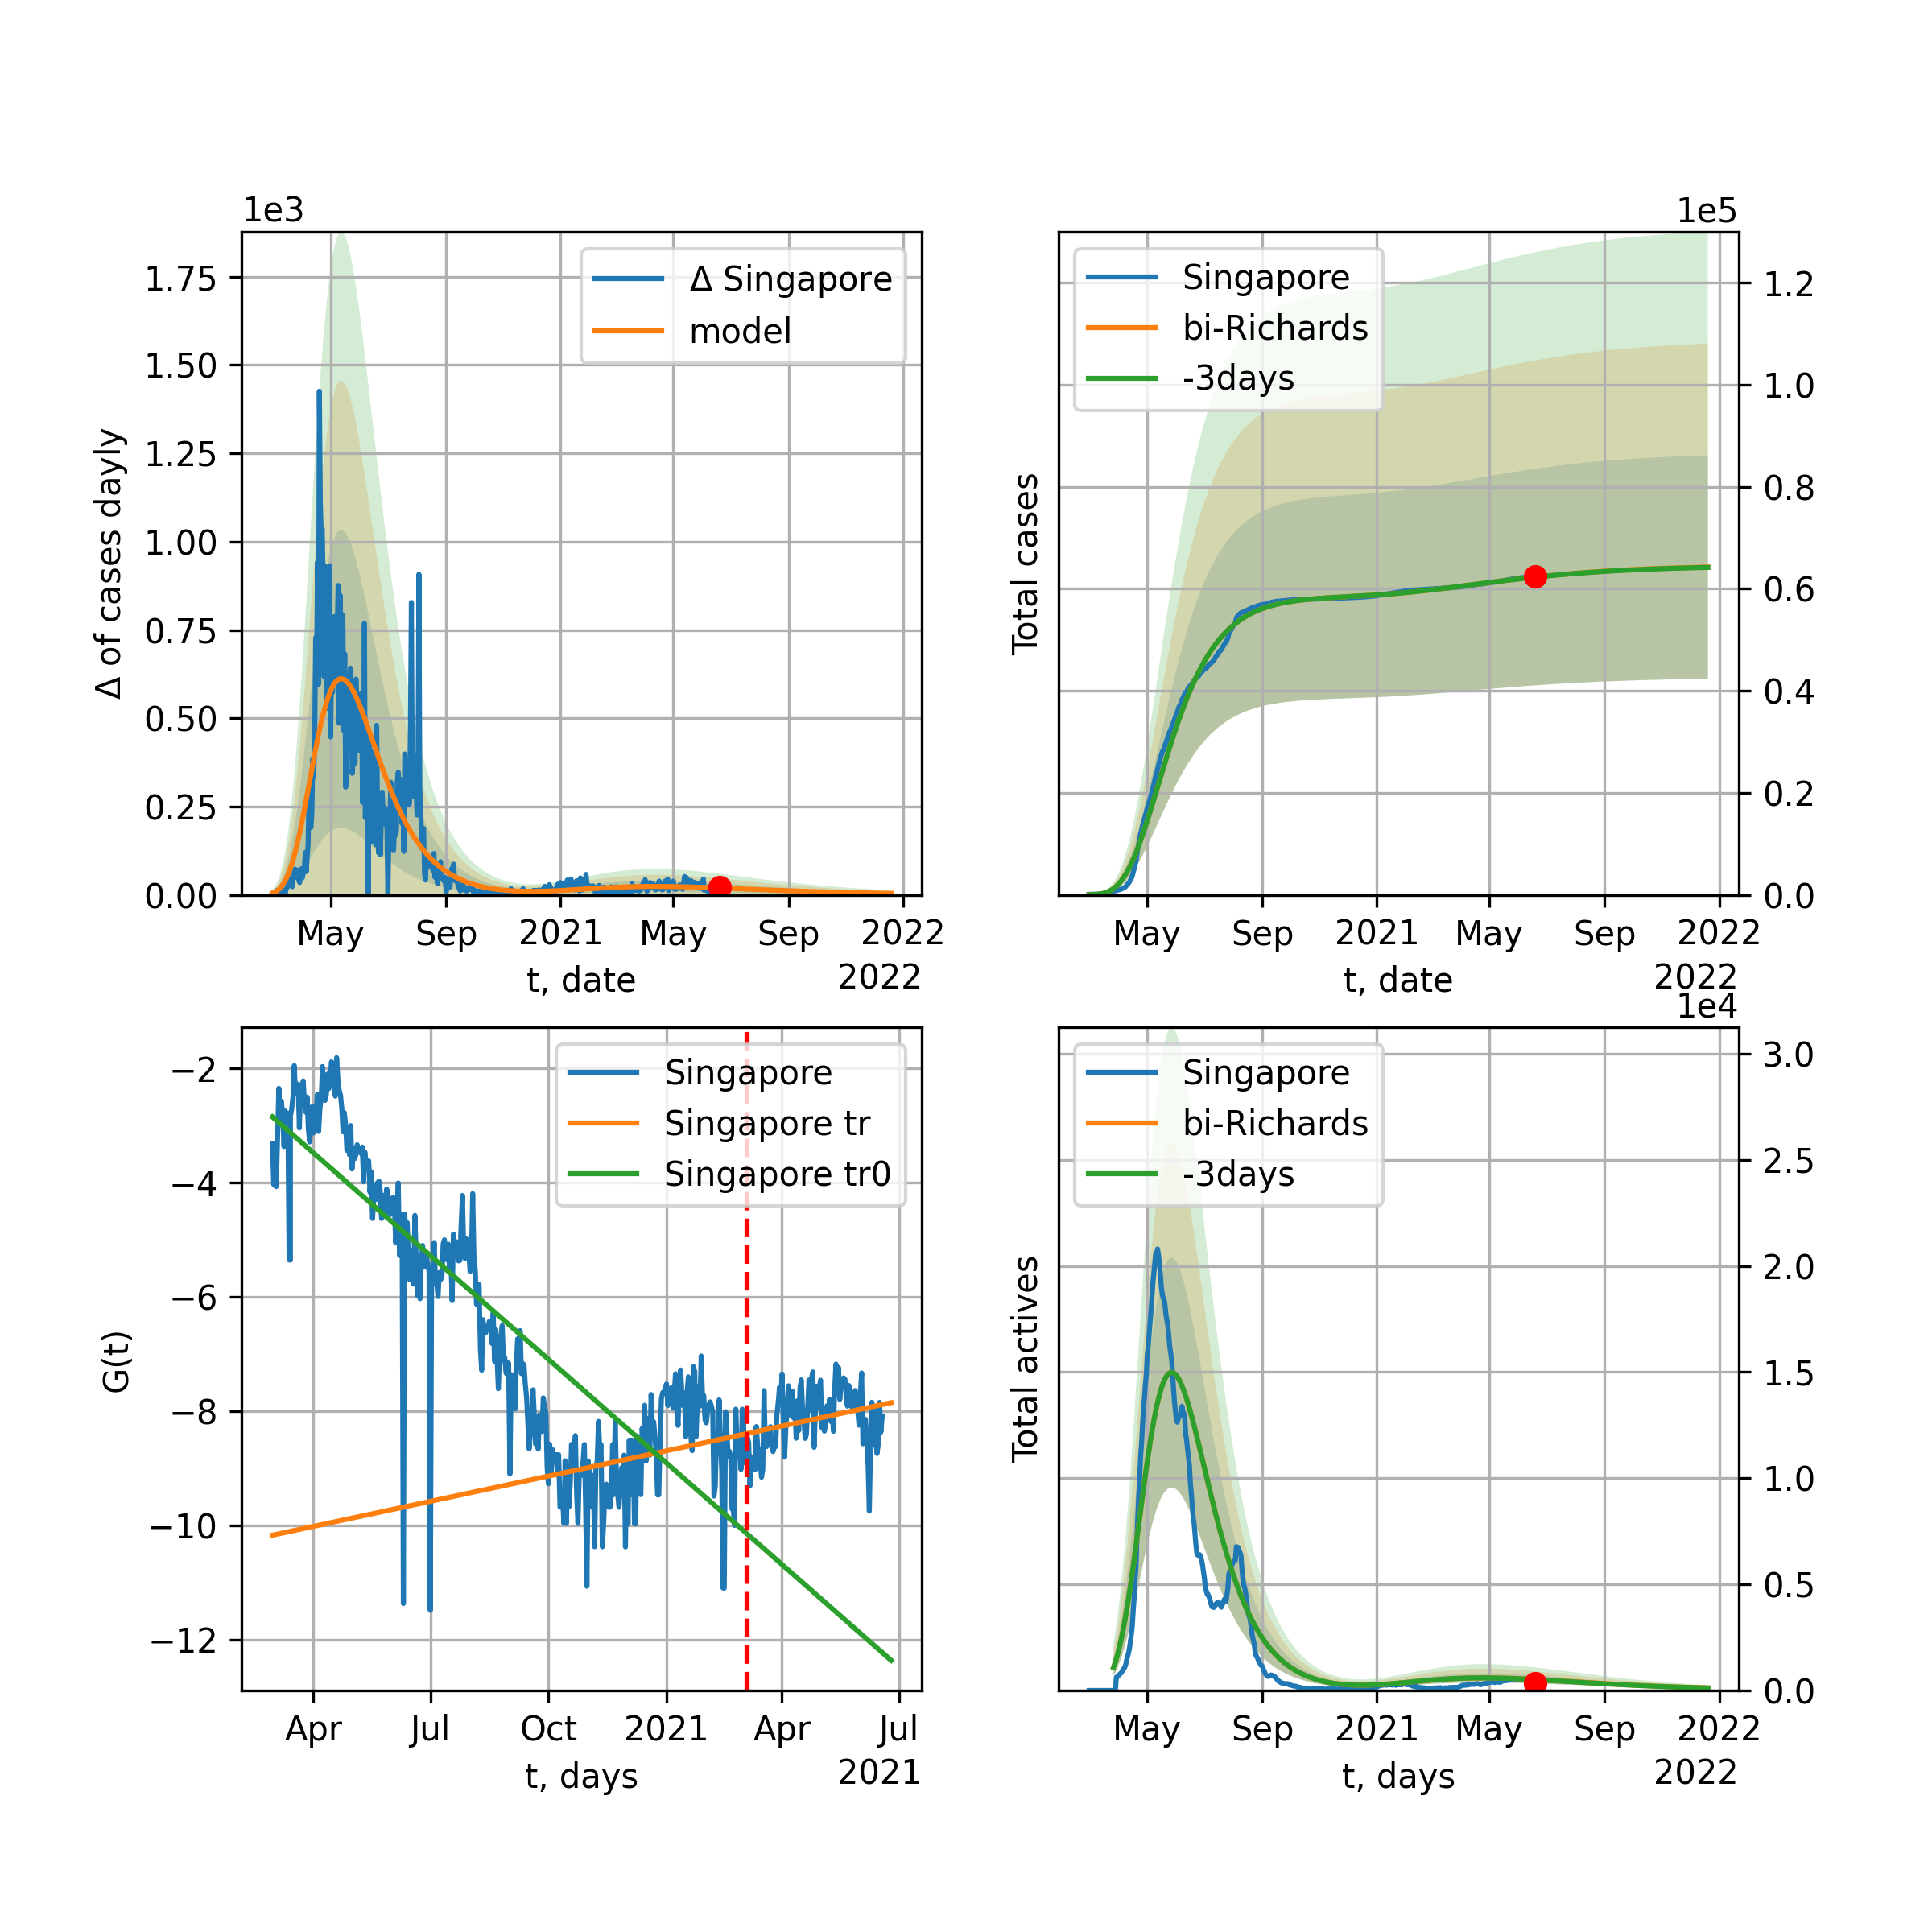 1e3
1.75
1.50
1.25
1.00
0.75
0.50
0.25
0.00
Δ of cases dayly
Δ Singapore
model
May Sep 2021 May Sep 2022
t, date
2022
1e5
Total cases
Singapore
bi-Richards
-3days
1.2
1.0
0.8
0.6
0.4
0.2
0.0
May Sep 2021 May Sep 2022
t, date
2022
−2
−4
−6
−8
−10
−12
G(t)
Singapore
Singapore tr
Singapore tr0
Apr Jul Oct 2021 Apr Jul
t, days
2021
1e4
Total actives
Singapore
bi-Richards
-3days
3.0
2.5
2.0
1.5
1.0
0.5
0.0
May Sep 2021 May Sep 2022
t, days
2022